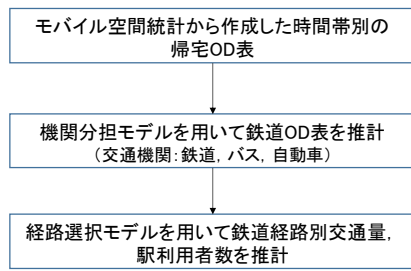 モバイル空間統計から作成した時間帯別の
帰宅OD表
機関分担モデルを用いて鉄道OD表を推計
（交通機関：鉄道，バス，自動車）
経路選択モデルを用いて鉄道経路別交通量，
駅利用者数を推計